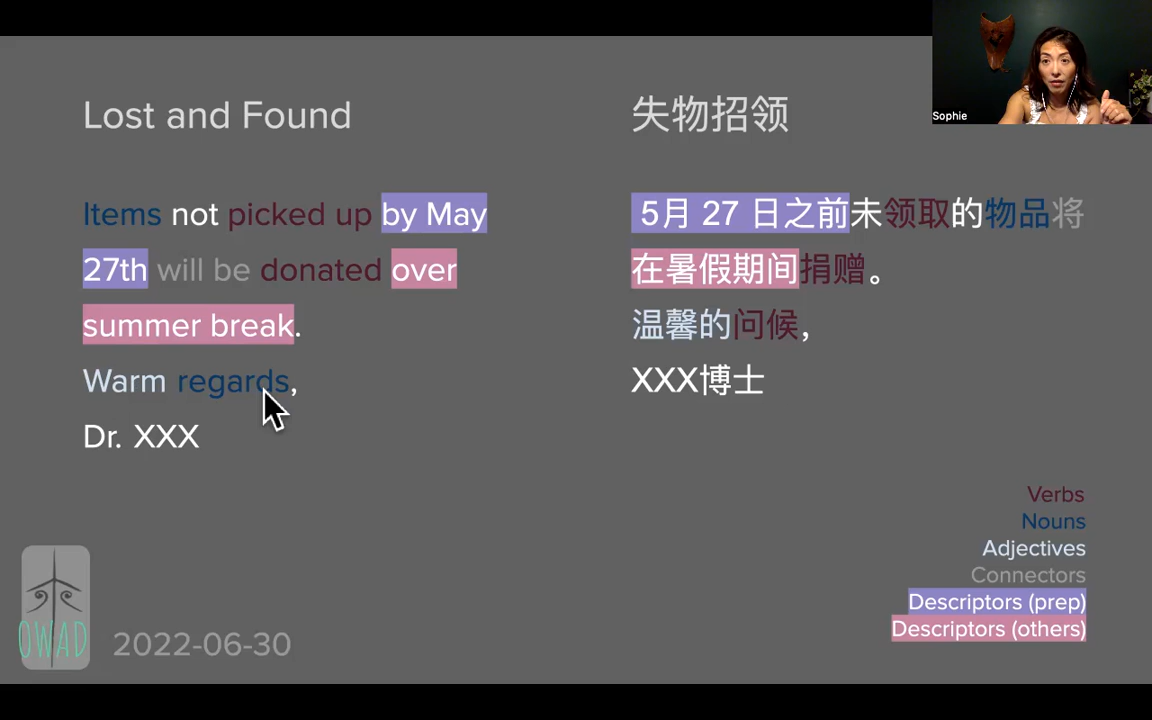 Sophie
Lost and Found
Items not picked up by May
27th will be donated over
summer break.
Warm regards,
Dr. XXX
失物招领
5月 27 日之前未领取的物品将
在暑假期间捐赠。
温馨的问候，
XXX博士
Verbs
Nouns
Adjectives
Connectors
Descriptors (prep)
Descriptors (others)
OWAD
2022-06-30